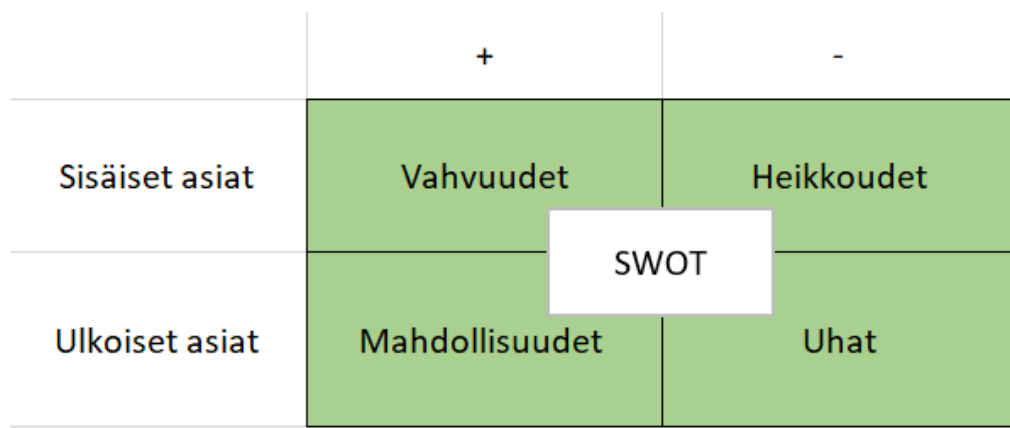 + -
Sisäiset asiat Vahvuudet Heikkoudet
SWOT
Ulkoiset asiat Mahdollisuudet Uhat